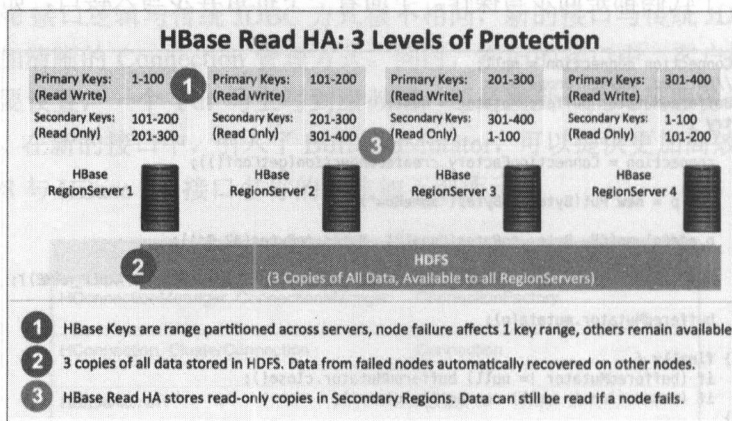 HBase Read HA: 3 Levels of Protection
Primary Keys: 1-100
(Read Write)
Secondary Keys: 101-200
(Read Only) 201-300
HBase
RegionServer 1
1
Primary Keys: 101-200
(Read Write)
Secondary Keys: 201-300
(Read Only) 301-400
HBase
RegionServer 2
Primary Keys: 201-300
(Read Write)
3
Secondary Keys: 301-400
(Read Only) 1-100
HBase
RegionServer 3
Primary Keys: 301-400
(Read Write)
Secondary Keys: 1-100
(Read Only) 101-200
HBase
RegionServer 4
2
HDFS
(3 Copies of All Data, Available to all RegionServers)
1 HBase Keys are range partitioned across servers, node failure affects 1 key range, others remain available
2 3 copies of all data stored in HDFS. Data from failed nodes automatically recovered on other nodes.
3 HBase Read HA stores read-only copies in Secondary Regions. Data can still be read if a node fails.